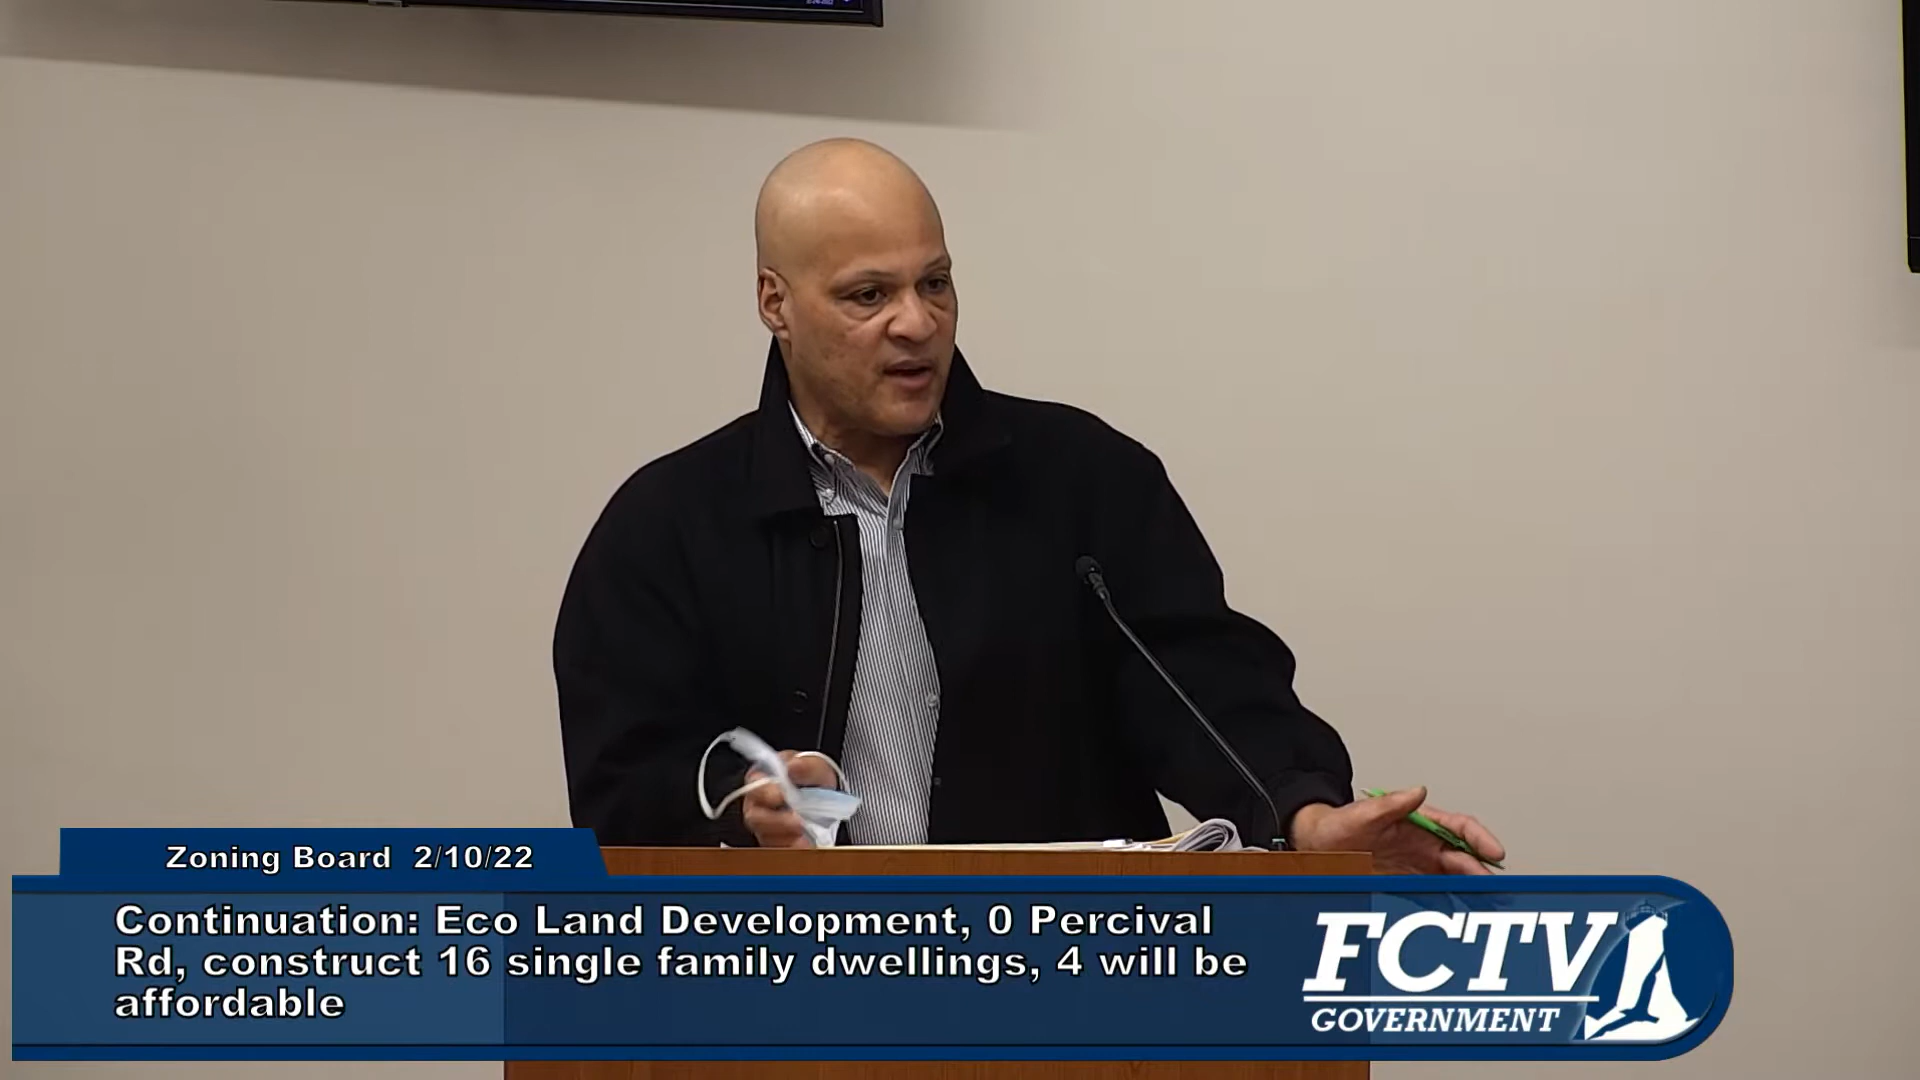 Zoning Board 2/10/22
Continuation: Eco Land Development, 0 Percival
Rd, construct 16 single family dwellings, 4 will be
affordable
FCTV
GOVERNMENT